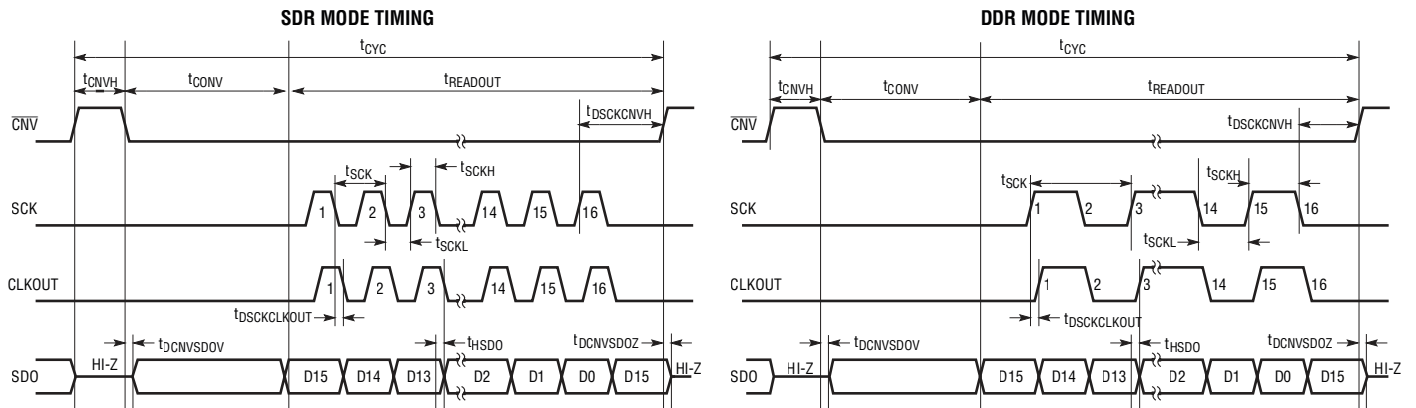 SDR MODE TIMING
tCYC
tCNVH
tCONV
tREADOUT
tDSCKCNVH
CNV
tSCK
tSCKH
SCK
1
2
3
14
15
16
tSCKL
CLKOUT
1
2
3
14
15
16
tDSCKCLKOUT
tDCNVSDOV
tHSDO
tDCNVSDOZ
SDO
HI-Z
D15
D14
D13
D2
D1
D0
D15
HI-Z
DDR MODE TIMING
tCYC
tCNVH
tCONV
tREADOUT
tDSCKCNVH
CNV
tSCK
tSCKH
SCK
1
2
3
14
15
16
tSCKL
CLKOUT
1
2
3
14
15
16
tDSCKCLKOUT
tDCNVSDOV
tHSDO
tDCNVSDOZ
SDO
HI-Z
D15
D14
D13
D2
D1
D0
D15
HI-Z